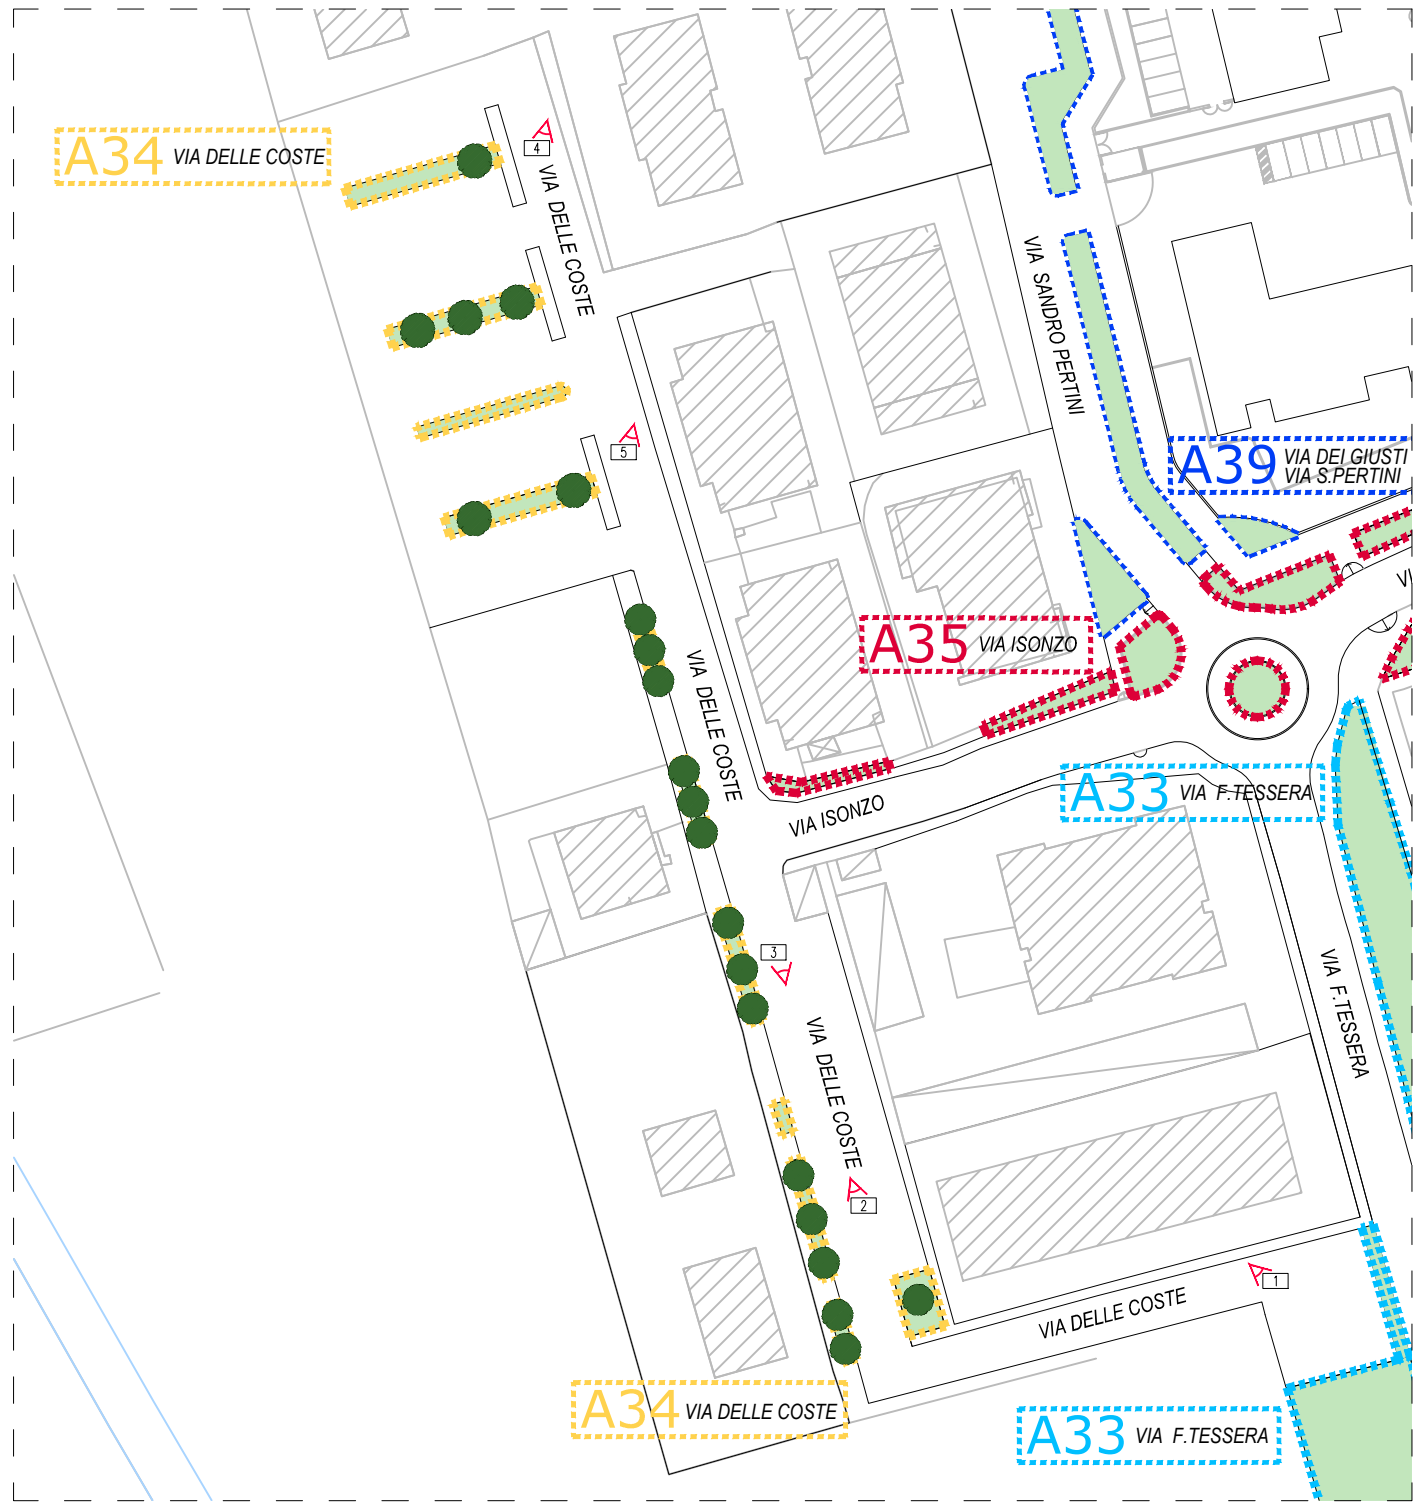 A34 VIA DELLE COSTE
4
VIA DELLE COSTE
VIA SANDRO PERTINI
5
A39 VIA DEI GIUSTI
VIA S.PERTINI
VI
A35 VIA ISONZO
VIA DELLE COSTE
VIA ISONZO
A33 VIA F.TESSERA
3
VIA F.TESSERA
VIA DELLE COSTE
2
1
VIA DELLE COSTE
A34 VIA DELLE COSTE
A33 VIA F.TESSERA